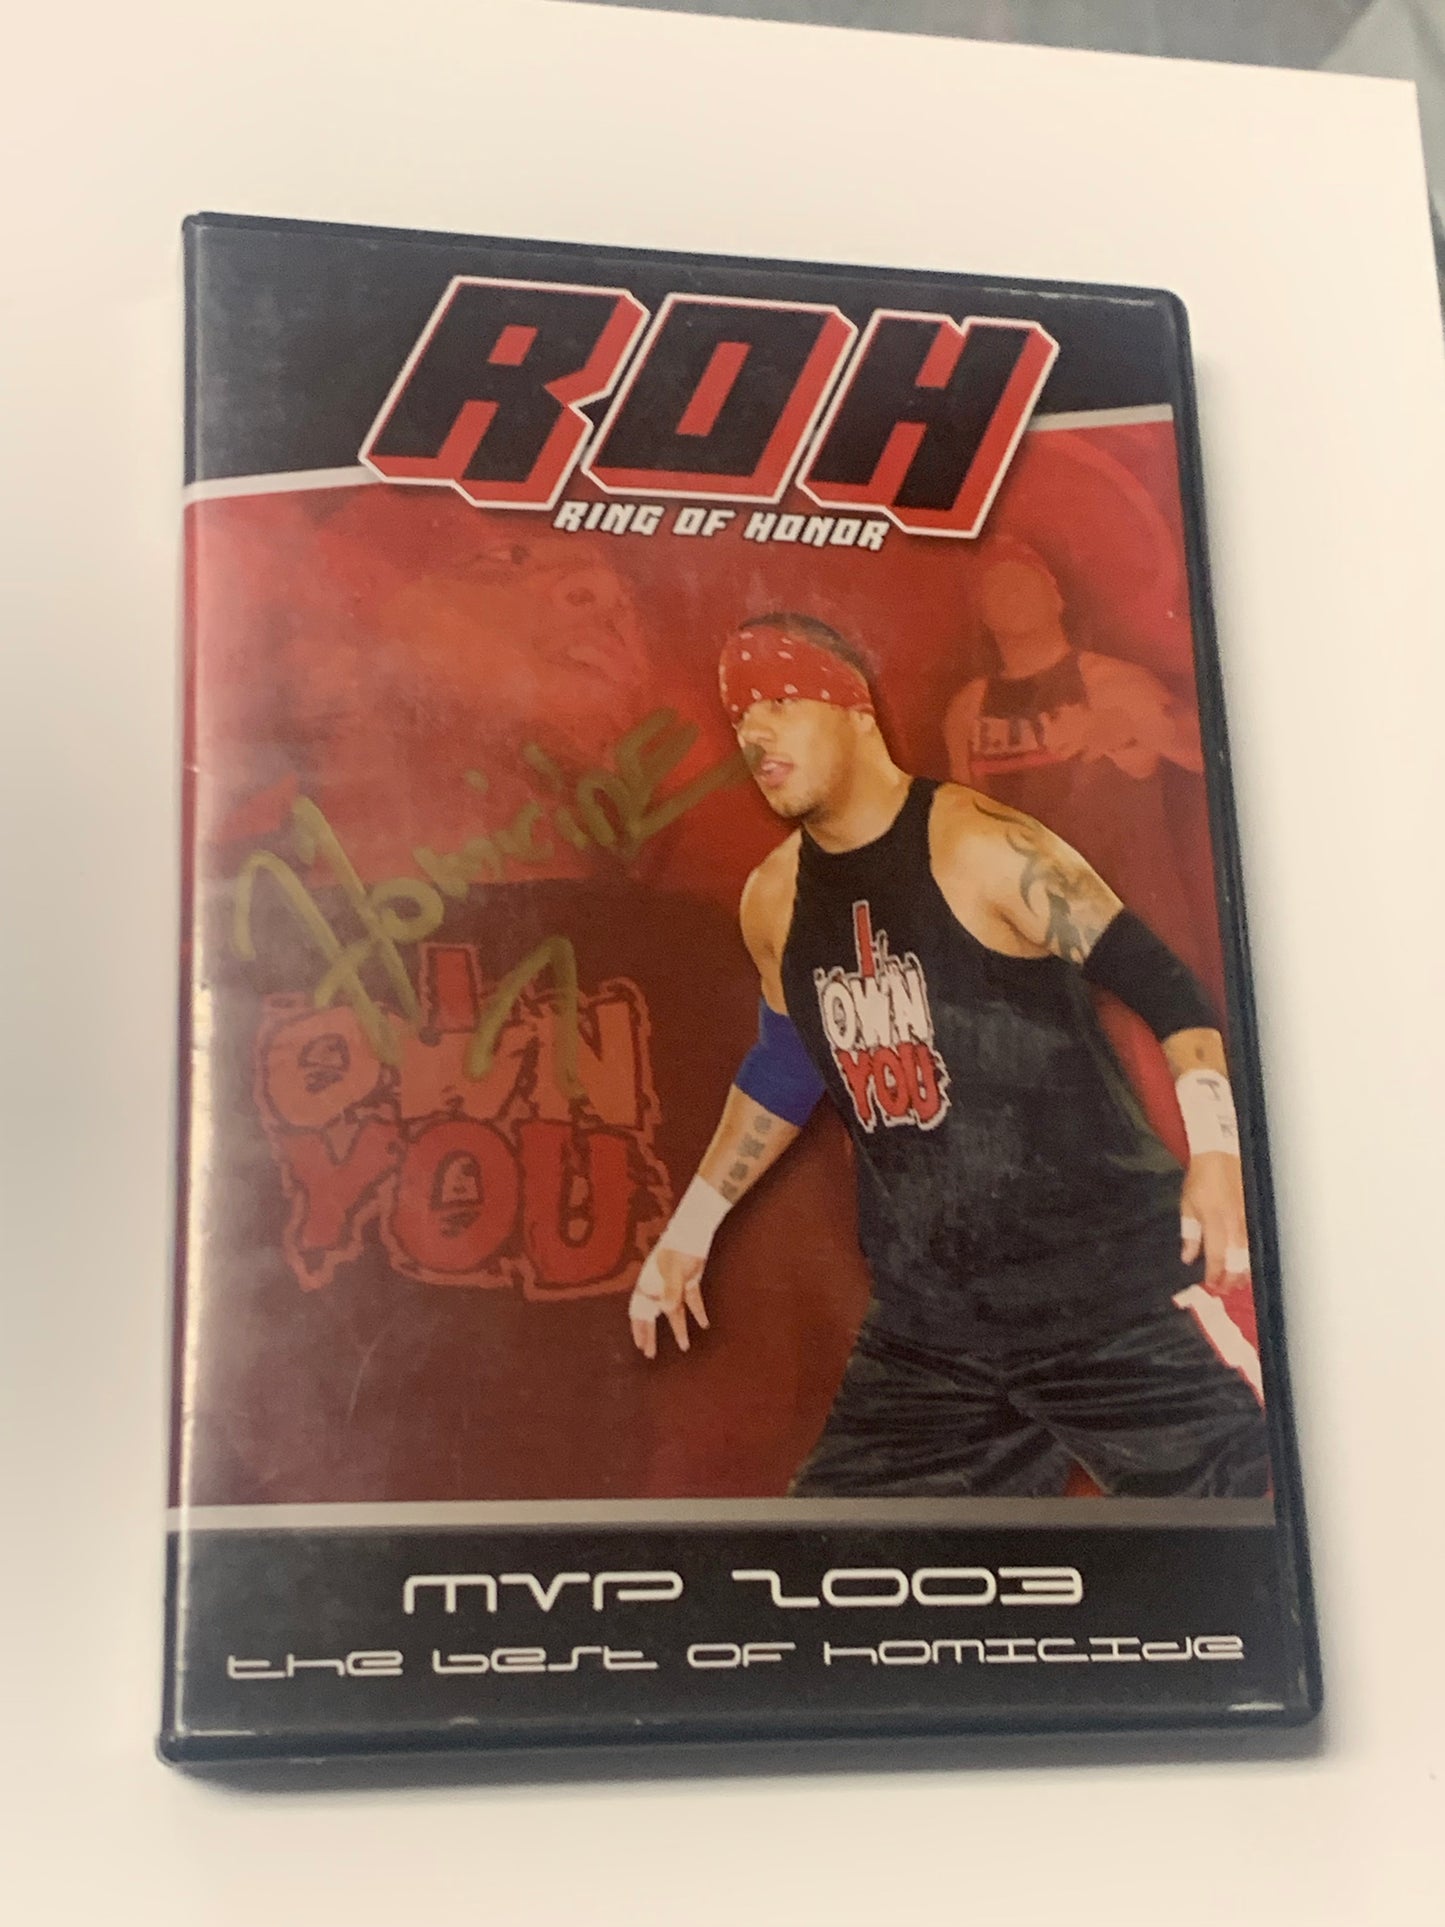 ROH
RING OF HONOR
Homicide
I
OWN
YOU
I
OWN
YOU
MVP 2003
the best of homicide